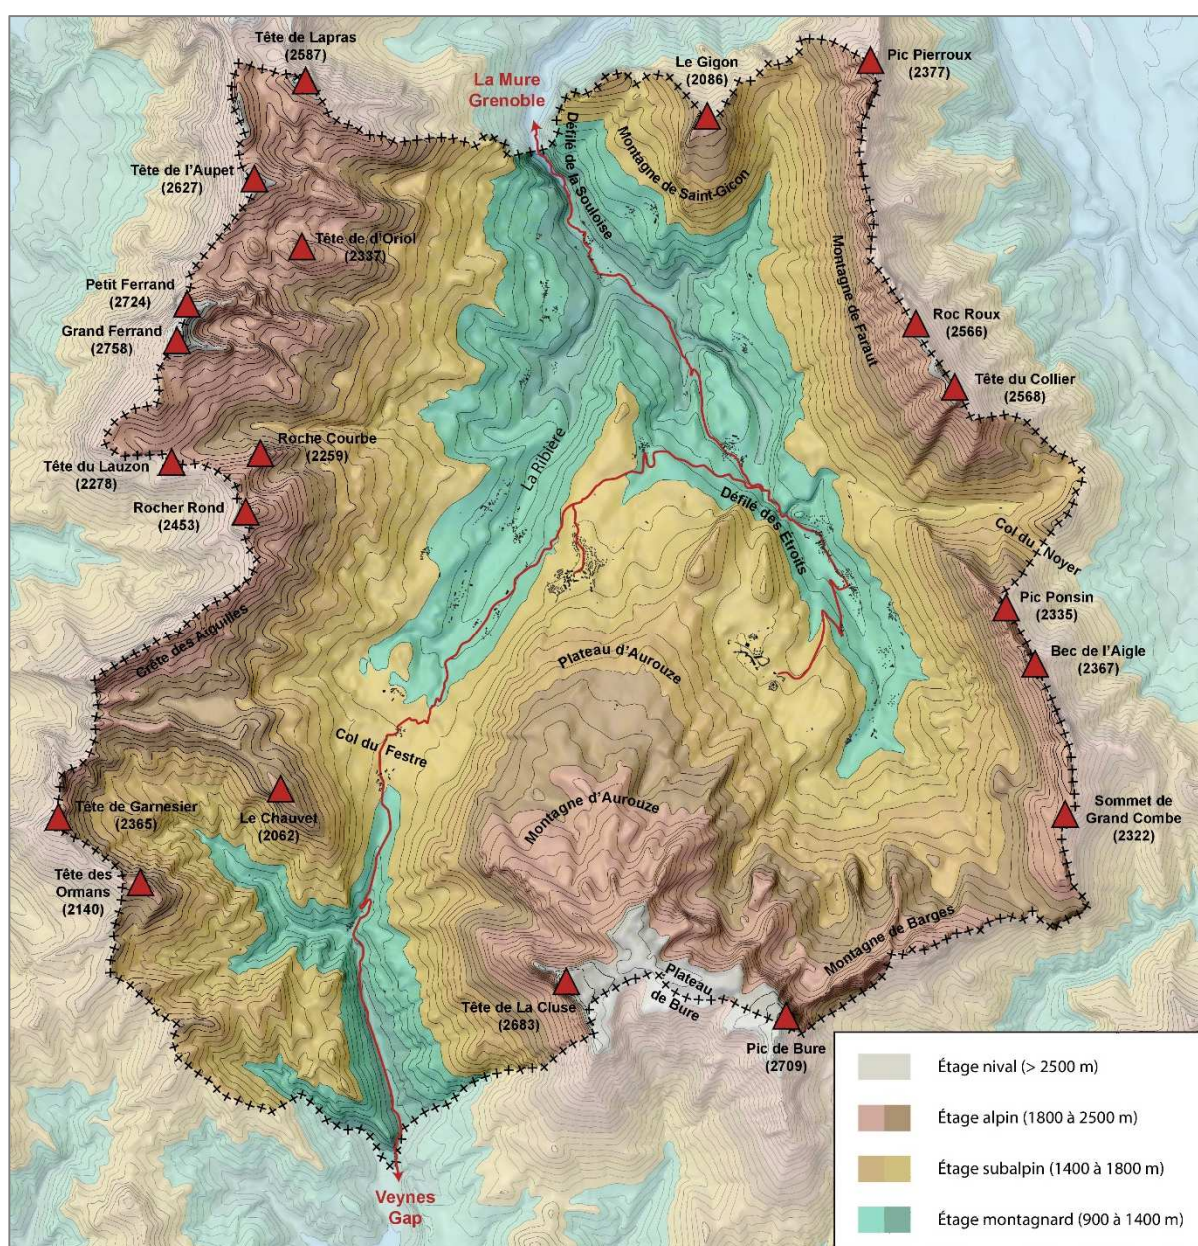 Tête de Lapras
(2587)
La Mure
Grenoble
Le Gigon
(2086)
Pic Pierroux
(2377)
Défilé de la Souloise
Montagne de Saint-Gicon
Tête de l'Aupet
(2627)
Tête de d'Oriol
(2337)
Petit Ferrand
(2724)
Grand Ferrand
(2758)
Montagne de Faraut
Roc Roux
(2566)
Tête du Collier
(2568)
Roche Courbe
(2259)
Tête du Lauzon
(2278)
Rocher Rond
(2453)
La Ribière
Défilé des Etroits
Col du Noyer
Pic Ponsin
(2335)
Bec de l'Aigle
(2367)
Crête des Aiguilles
Plateau d'Aurouze
Col du Festre
Tête de Garnesier
(2365)
Le Chauvet
(2062)
Montagne d'Aurouze
Sommet de
Grand Combe
(2322)
Tête des
Ormans
(2140)
Montagne de Barges
Tête de La Cluse
(2683)
Plateau
de Bure
Pic de Bure
(2709)
Veynes
Gap
Étage nival (> 2500 m)
Étage alpin (1800 à 2500 m)
Étage subalpin (1400 à 1800 m)
Étage montagnard (900 à 1400 m)